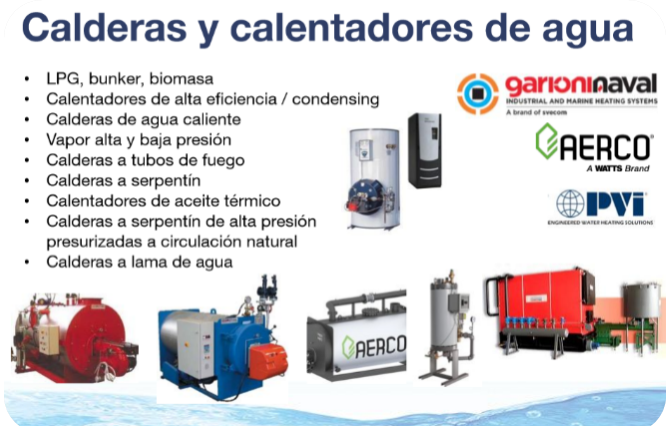 Calderas y calentadores de agua
• LPG, bunker, biomasa
• Calentadores de alta eficiencia / condensing
• Calderas de agua caliente
• Vapor alta y baja presión
• Calderas a tubos de fuego
• Calderas a serpentín
• Calentadores de aceite térmico
• Calderas a serpentín de alta presión
presurizadas a circulación natural
• Calderas a lama de agua
garioninaval
INDUSTRIAL AND MARINE HEATING SYSTEMS
A brand of svecom
AERCO
A WATTS Brand
PVI
ENGINEERED WATER HEATING SOLUTIONS
AERCO